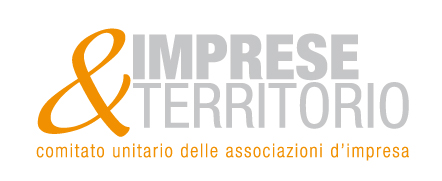 & IMPRESE
TERRITORIO
comitato unitario delle associazioni d'impresa